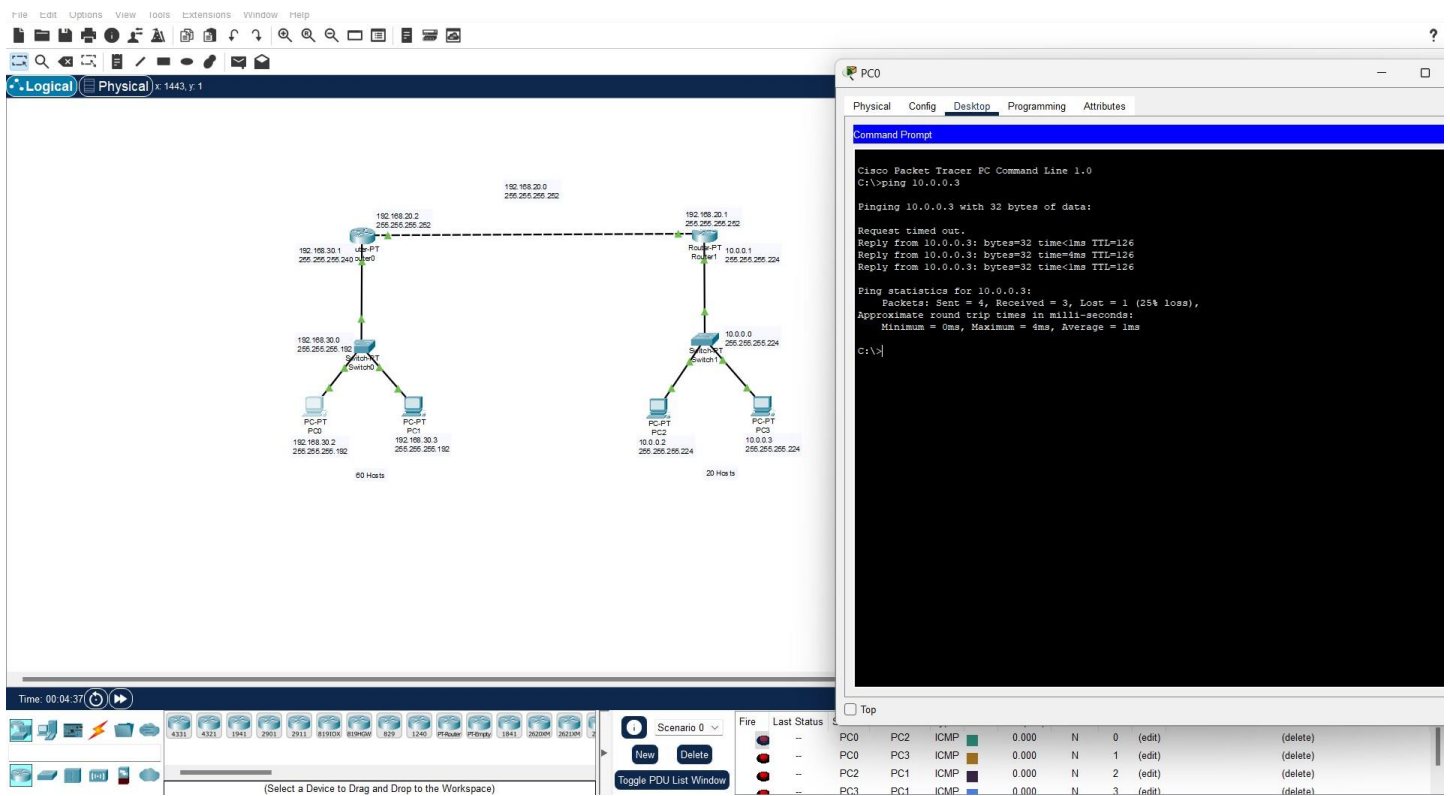 File Edit Options View Tools Extensions Window Help
?
Logical Physical x: 1443, y: 1
192.168.20.0
255.255.255.252
192.168.20.2
255.255.255.252
192.168.20.1
255.255.255.252
192.168.30.1
255.255.255.240
uter-PT
outer0
Router-PT
Router1
10.0.0.1
255.255.255.224
192.168.30.0
255.255.255.192
Switch-PT
Switch0
10.0.0.0
255.255.255.224
Switch-PT
Switch1
PC-PT
PC0
192.168.30.2
255.255.255.192
PC-PT
PC1
192.168.30.3
255.255.255.192
PC-PT
PC2
10.0.0.2
255.255.255.224
PC-PT
PC3
10.0.0.3
255.255.255.224
60 Hosts
20 Hosts
PC0
Physical Config Desktop Programming Attributes
Command Prompt
Cisco Packet Tracer PC Command Line 1.0
C:\>ping 10.0.0.3
Pinging 10.0.0.3 with 32 bytes of data:
Request timed out.
Reply from 10.0.0.3: bytes=32 time<1ms TTL=126
Reply from 10.0.0.3: bytes=32 time=4ms TTL=126
Reply from 10.0.0.3: bytes=32 time<1ms TTL=126
Ping statistics for 10.0.0.3:
Packets: Sent = 4, Received = 3, Lost = 1 (25% loss),
Approximate round trip times in milli-seconds:
Minimum = 0ms, Maximum = 4ms, Average = 1ms
C:\>
Top
Time: 00:04:37
4331 4321 1941 2901 2911 819IOX 819HGW 829 1240 PT-Router PT-Empty 1841 2620XM 2621XM 2
(Select a Device to Drag and Drop to the Workspace)
Scenario 0
New Delete
Toggle PDU List Window
Fire Last Status S
-- PC0 PC2 ICMP 0.000 N 0 (edit) (delete)
-- PC0 PC3 ICMP 0.000 N 1 (edit) (delete)
-- PC2 PC1 ICMP 0.000 N 2 (edit) (delete)
-- PC3 PC1 ICMP 0.000 N 3 (edit) (delete)